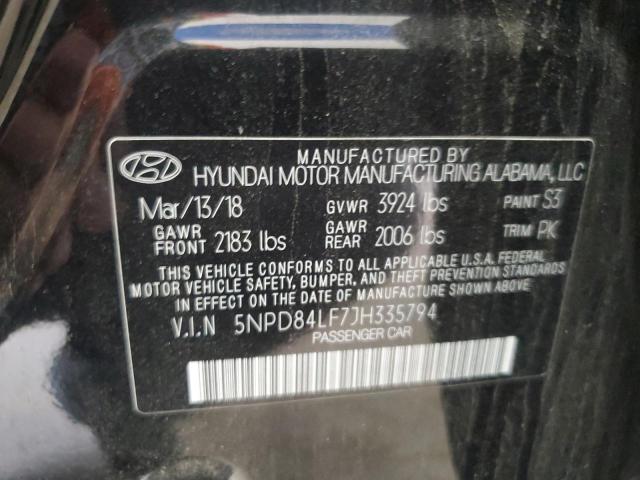 MANUFACTURED BY
HYUNDAI MOTOR MANUFACTURING ALABAMA, LLC
Mar/13/18 GVWR 3924 lbs PAINT S3
GAWR FRONT 2183 lbs GAWR REAR 2006 lbs TRIM PK
THIS VEHICLE CONFORMS TO ALL APPLICABLE U.S.A. FEDERAL
MOTOR VEHICLE SAFETY, BUMPER, AND THEFT PREVENTION STANDARDS
IN EFFECT ON THE DATE OF MANUFACTURE SHOWN ABOVE.
V.I.N 5NPD84LF7JH335794
PASSENGER CAR